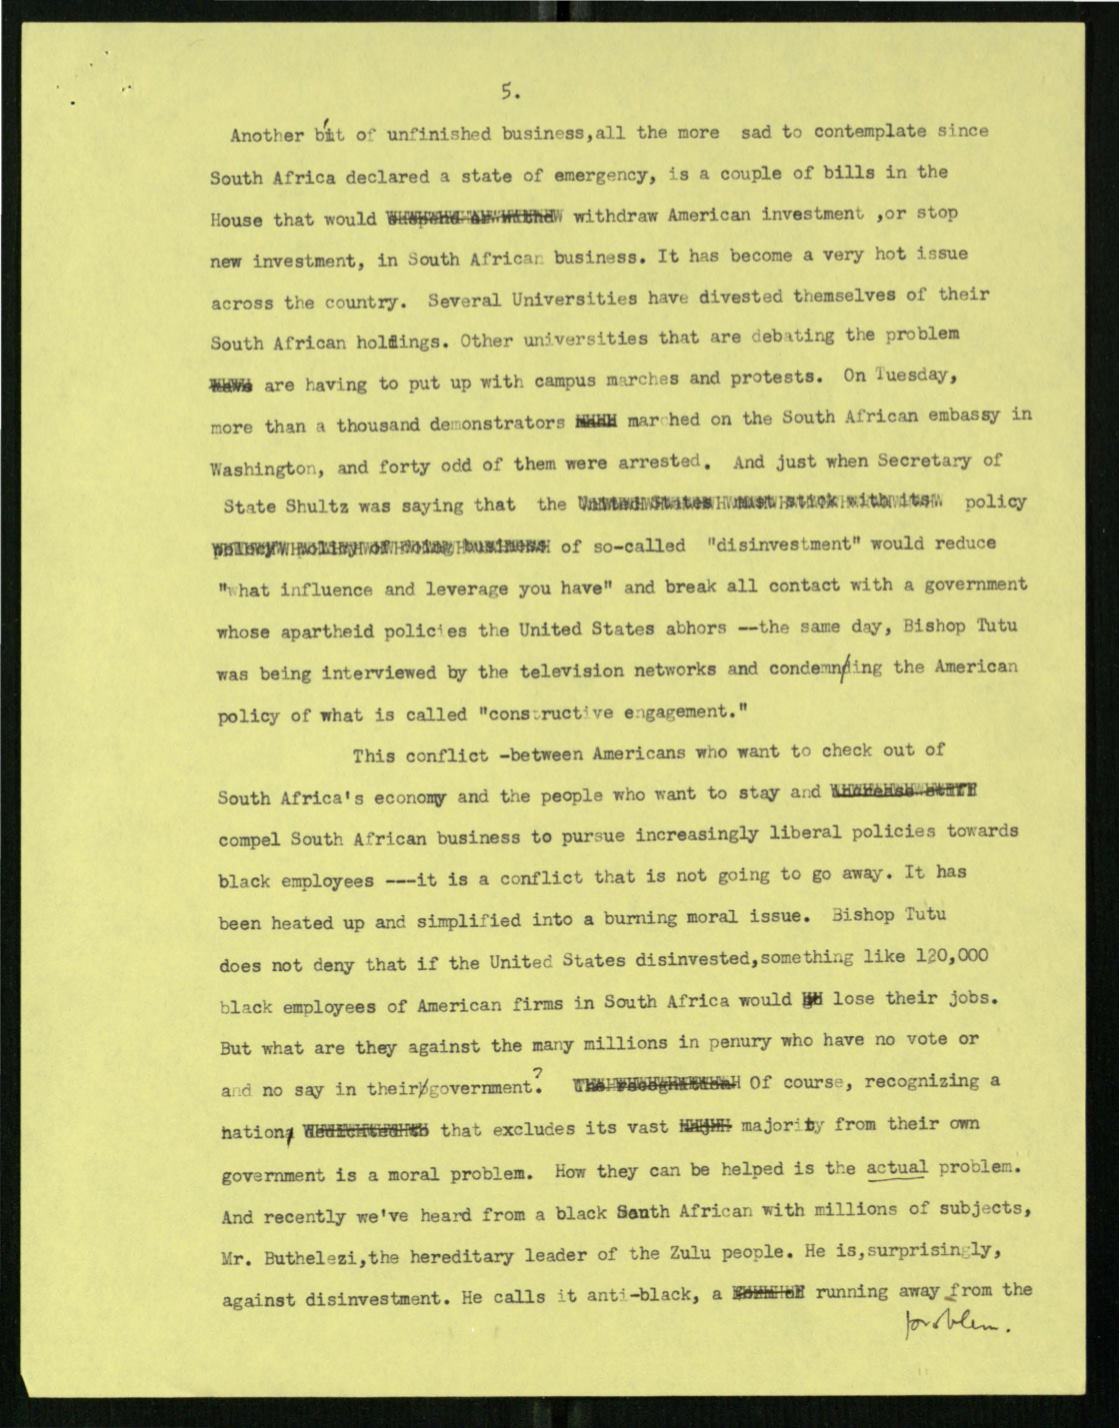 5.
Another bit of unfinished business,all the more sad to contemplate since
South Africa declared a state of emergency, is a couple of bills in the
House that would withdraw American investment ,or stop
new investment, in South African business. It has become a very hot issue
across the country. Several Universities have divested themselves of their
South African holdings. Other universities that are debating the problem
are having to put up with campus marches and protests. On Tuesday,
more than a thousand demonstrators marched on the South African embassy in
Washington, and forty odd of them were arrested. And just when Secretary of
State Shultz was saying that the policy
of so-called "disinvestment" would reduce
"what influence and leverage you have" and break all contact with a government
whose apartheid policies the United States abhors --the same day, Bishop Tutu
was being interviewed by the television networks and condemning the American
policy of what is called "constructive engagement."
This conflict -between Americans who want to check out of
South Africa's economy and the people who want to stay and
compel South African business to pursue increasingly liberal policies towards
black employees ---it is a conflict that is not going to go away. It has
been heated up and simplified into a burning moral issue. Bishop Tutu
does not deny that if the United States disinvested,something like 120,000
black employees of American firms in South Africa would lose their jobs.
But what are they against the many millions in penury who have no vote or
and no say in their government? Of course, recognizing a
nation that excludes its vast majority from their own
government is a moral problem. How they can be helped is the actual problem.
And recently we've heard from a black South African with millions of subjects,
Mr. Buthelezi,the hereditary leader of the Zulu people. He is,surprisingly,
against disinvestment. He calls it anti-black, a running away from the
problem.